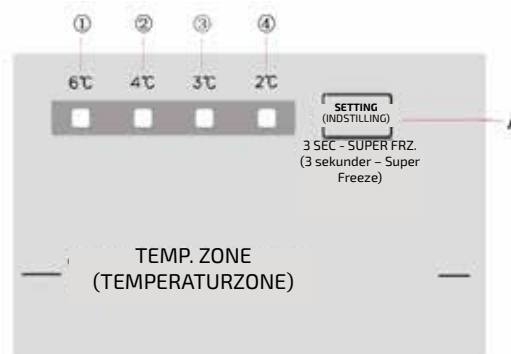 ① ② ③ ④
6℃ 4℃ 3℃ 2℃
SETTING
(INDSTILLING)
3 SEC - SUPER FRZ.
(3 sekunder – Super
Freeze)
TEMP. ZONE
(TEMPERATURZONE)